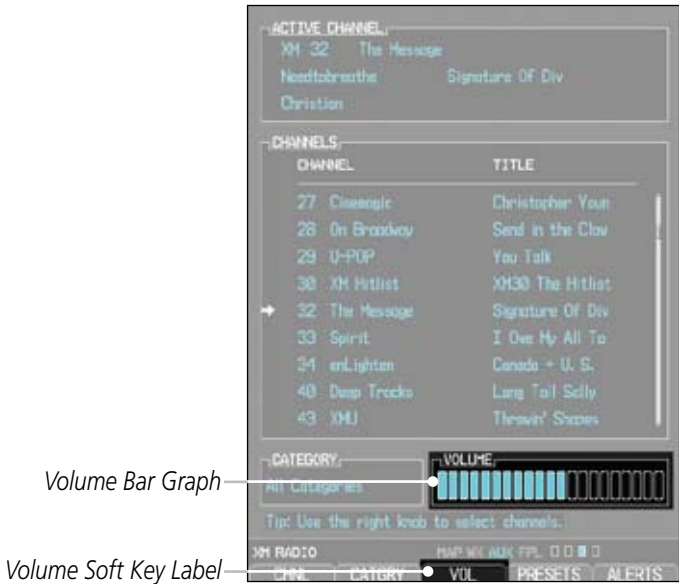 ACTIVE CHANNEL
XM 32 The Message
Needtobreathe Signature Of Div
Christian
CHANNELS
CHANNEL TITLE
27 Cinemagic Christopher Youn
28 On Broadway Send in the Clow
29 U-POP You Talk
30 XM Hitlist XM30 The Hitlist
32 The Message Signature Of Div
33 Spirit I Owe My All To
34 enLighten Canada + U. S.
40 Deep Tracks Long Tall Sally
43 XMU Throwin' Shapes
CATEGORY VOLUME
Volume Bar Graph All Categories
Tip: Use the right knob to select channels.
XM RADIO MAP WX AUX FPL
Volume Soft Key Label CHNL CATGRY VOL PRESETS ALERTS